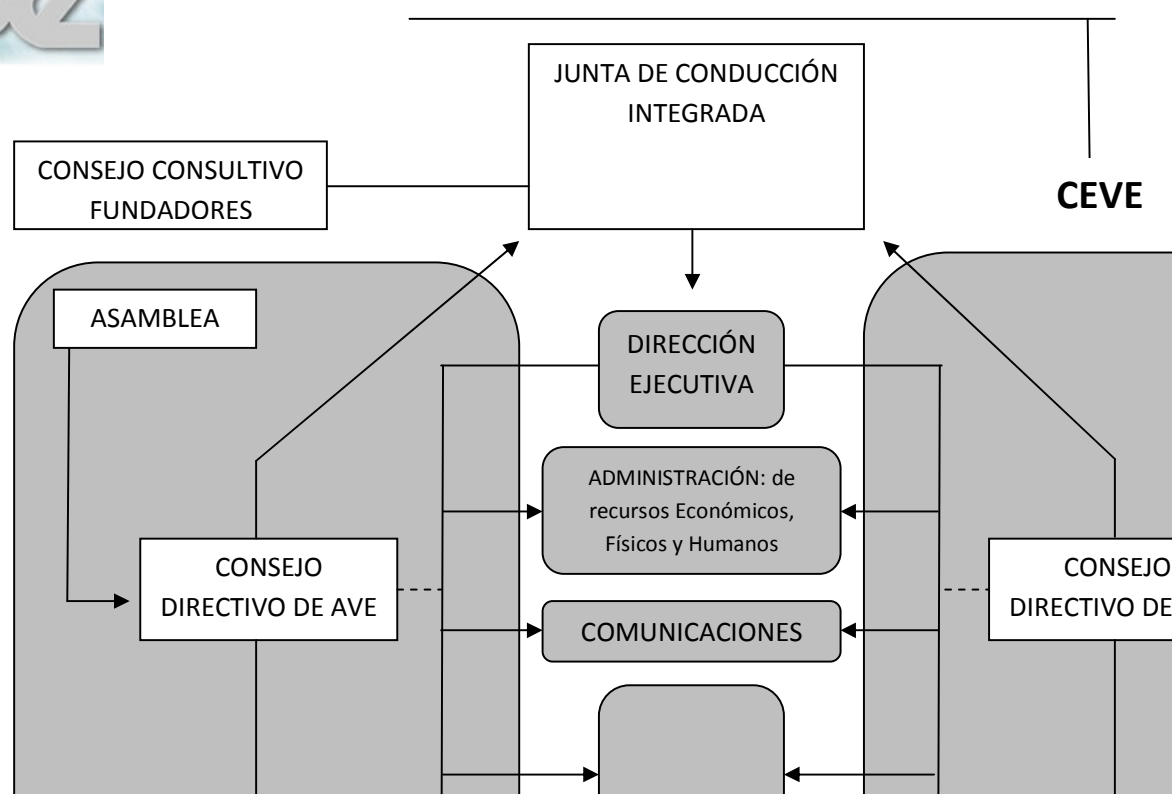 JUNTA DE CONDUCCIÓN
INTEGRADA
CONSEJO CONSULTIVO
FUNDADORES
CEVE
ASAMBLEA
DIRECCIÓN
EJECUTIVA
ADMINISTRACIÓN: de
recursos Económicos,
Físicos y Humanos
CONSEJO
DIRECTIVO DE AVE
CONSEJO
DIRECTIVO DE
COMUNICACIONES